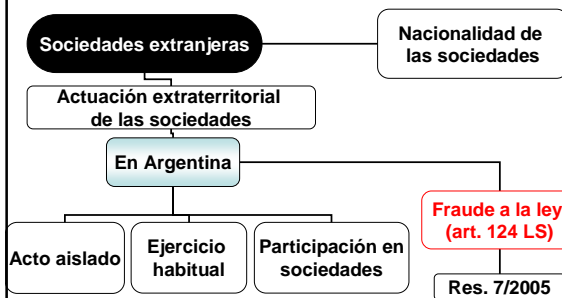 Sociedades extranjeras
Nacionalidad de
las sociedades
Actuación extraterritorial
de las sociedades
En Argentina
Fraude a la ley
(art. 124 LS)
Acto aislado
Ejercicio
habitual
Participación en
sociedades
Res. 7/2005